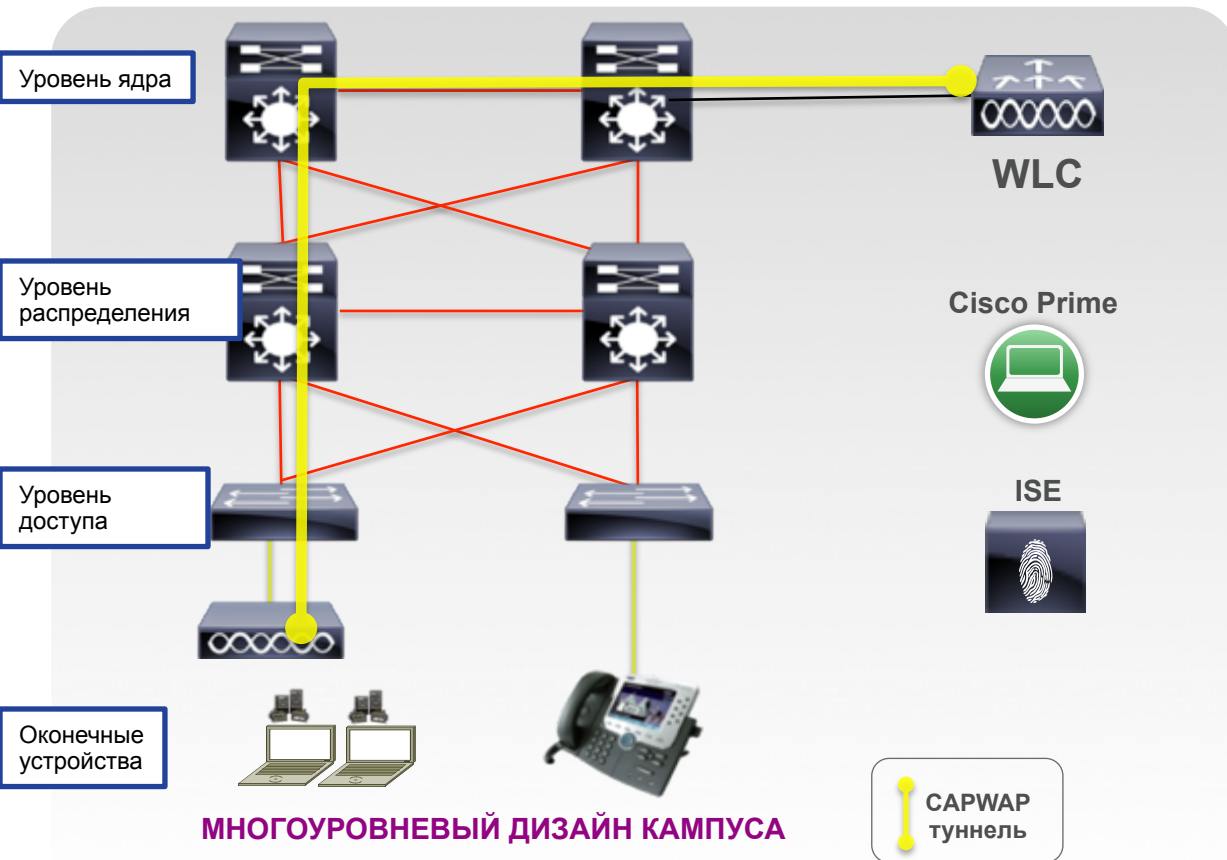 Уровень ядра
WLC
Уровень
распределения
Cisco Prime
Уровень
доступа
ISE
Оконечные
устройства
CAPWAP
туннель
МНОГОУРОВНЕВЫЙ ДИЗАЙН КАМПУСА